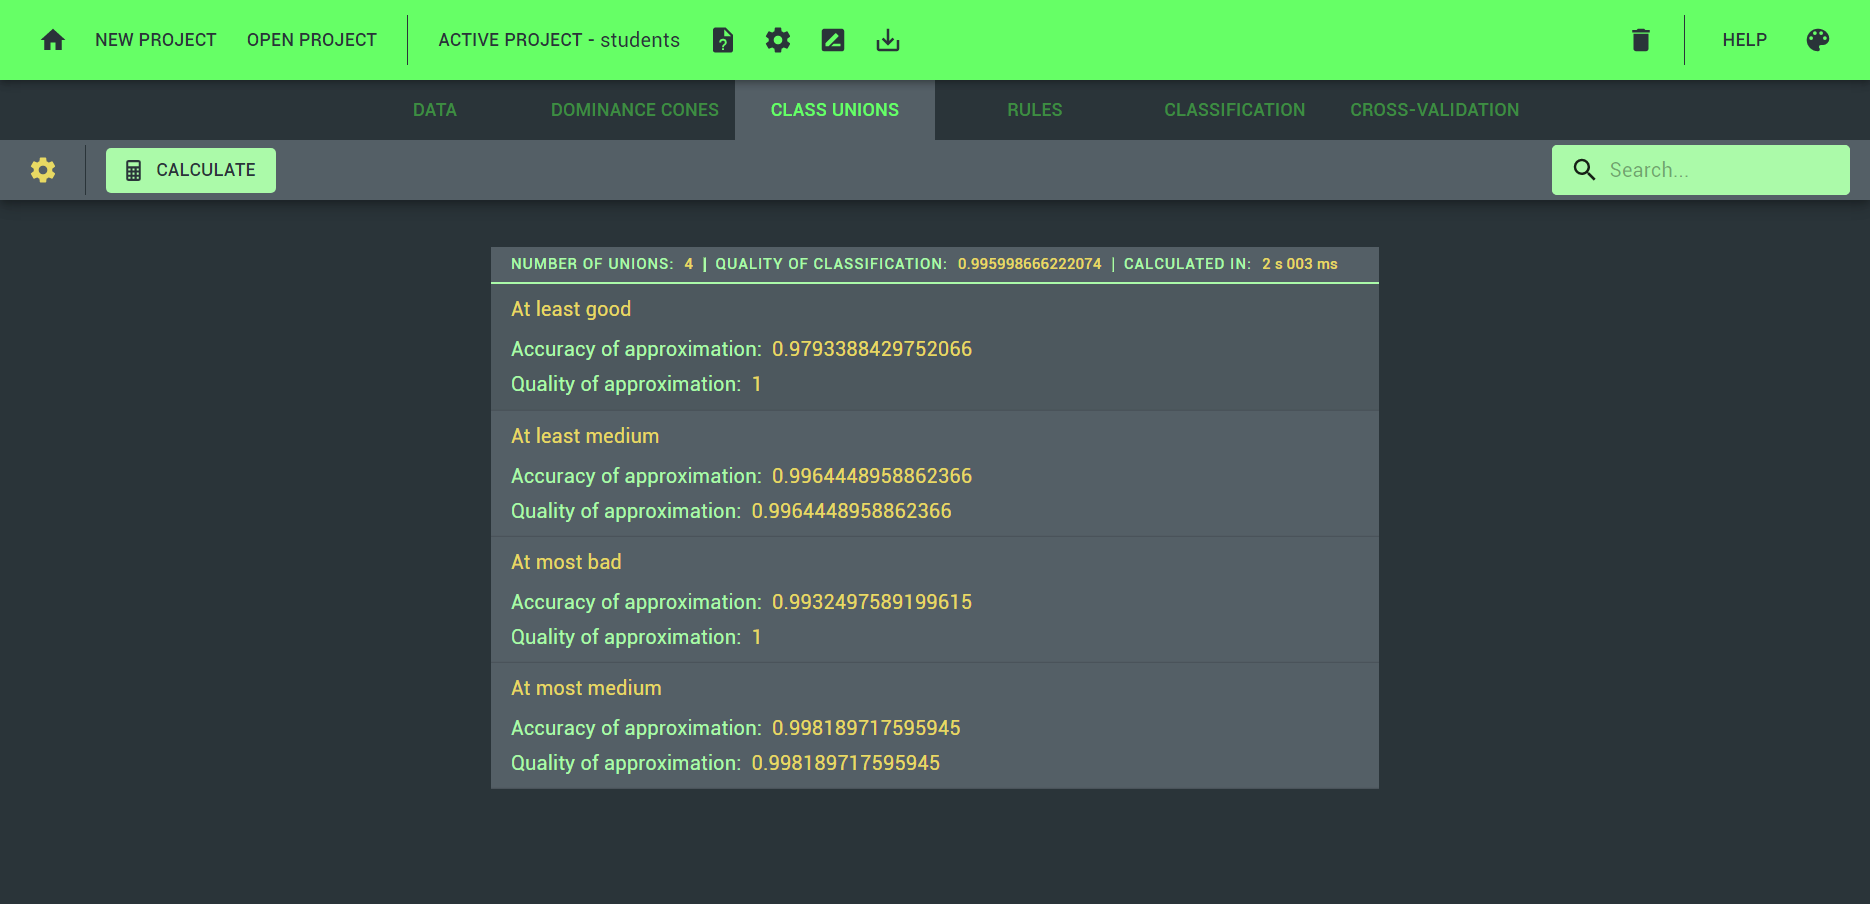 NEW PROJECT OPEN PROJECT ACTIVE PROJECT - students HELP
DATA DOMINANCE CONES CLASS UNIONS RULES CLASSIFICATION CROSS-VALIDATION
CALCULATE Search...
NUMBER OF UNIONS: 4 | QUALITY OF CLASSIFICATION: 0.995998666222074 | CALCULATED IN: 2 s 003 ms
At least good
Accuracy of approximation: 0.9793388429752066
Quality of approximation: 1
At least medium
Accuracy of approximation: 0.9964448958862366
Quality of approximation: 0.9964448958862366
At most bad
Accuracy of approximation: 0.9932497589199615
Quality of approximation: 1
At most medium
Accuracy of approximation: 0.998189717595945
Quality of approximation: 0.998189717595945